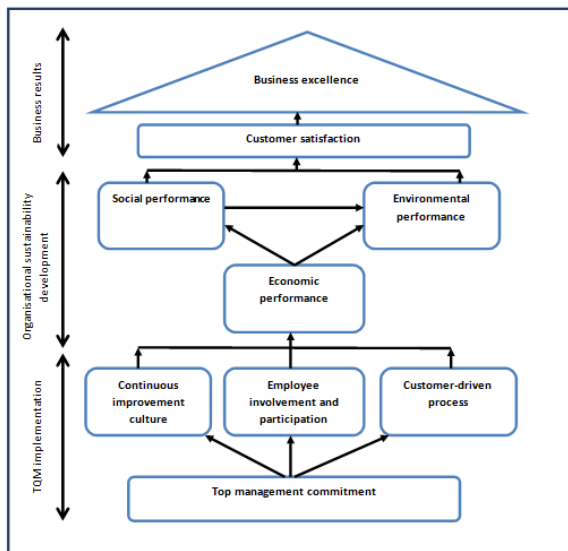 Business results
Business excellence
Customer satisfaction
Organisational sustainability
development
Social performance
Environmental
performance
Economic
performance
TQM implementation
Continuous
improvement
culture
Employee
involvement and
participation
Customer-driven
process
Top management commitment